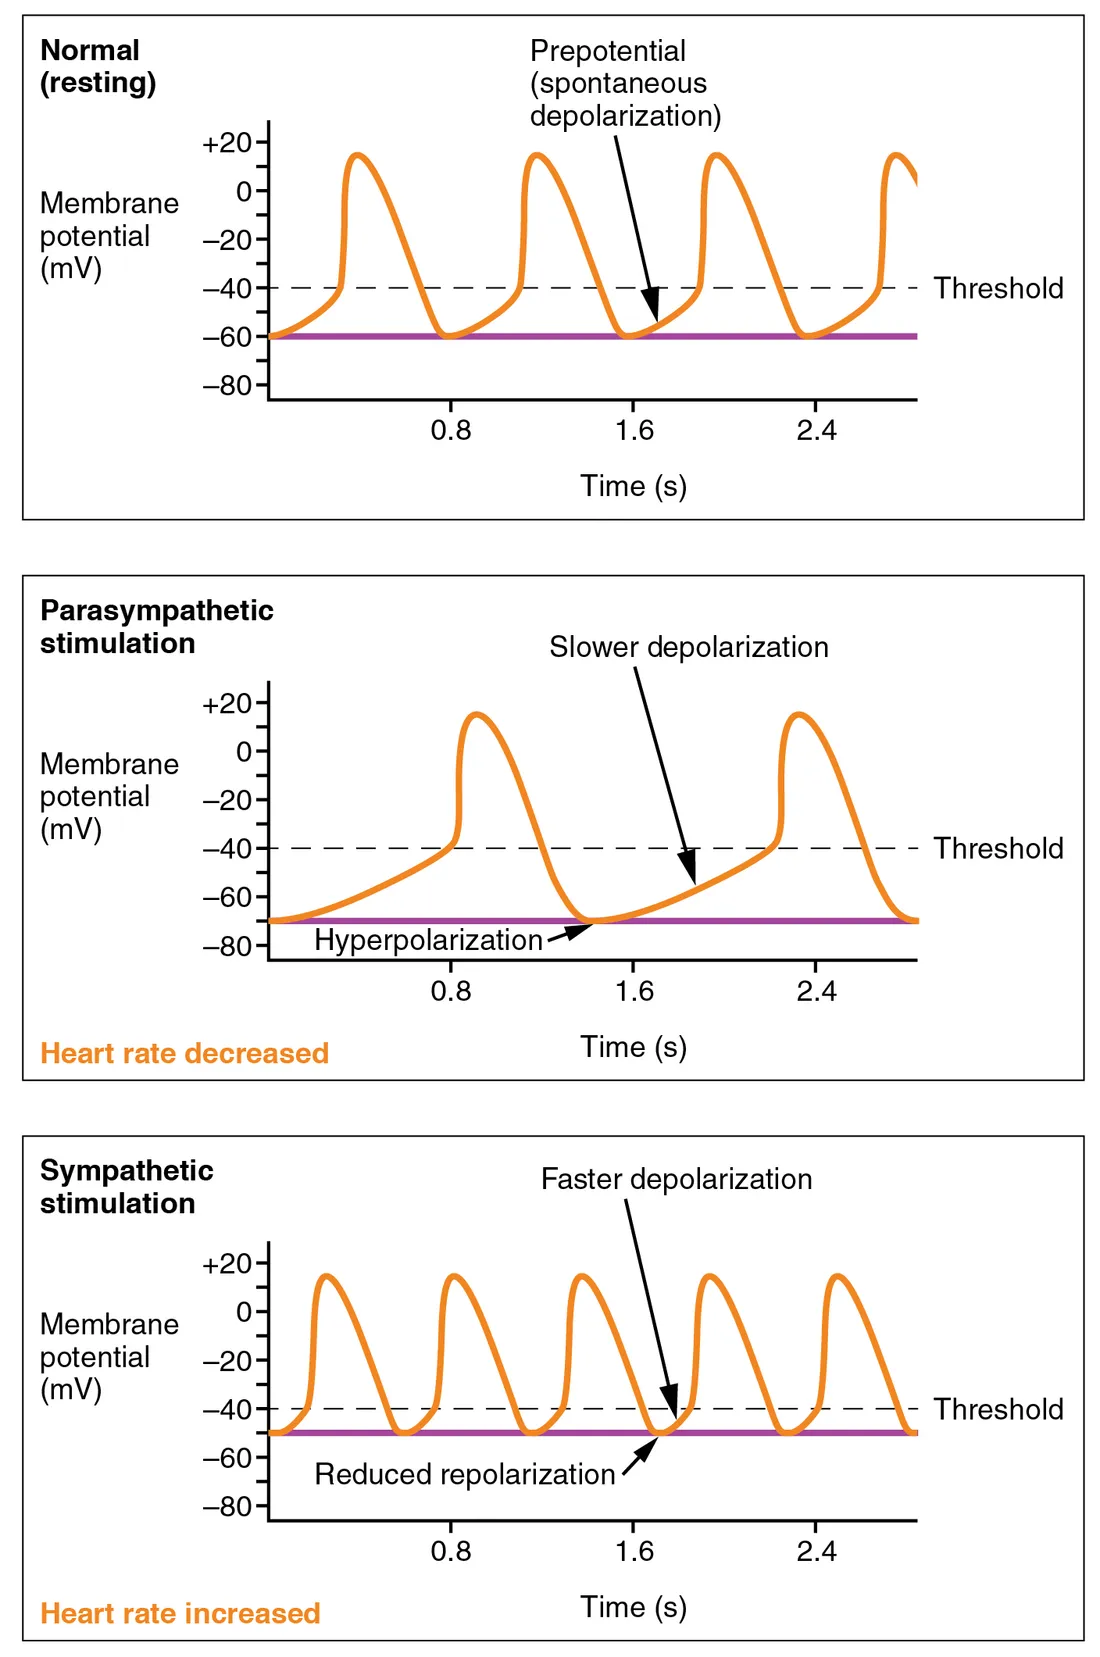 Normal
(resting)
Prepotential
(spontaneous
depolarization)
Membrane
potential
(mV)
+20
0
–20
–40
–60
–80
Threshold
0.8 1.6 2.4
Time (s)
Parasympathetic
stimulation
Slower depolarization
Membrane
potential
(mV)
+20
0
–20
–40
–60
–80
Threshold
Hyperpolarization
0.8 1.6 2.4
Time (s)
Heart rate decreased
Sympathetic
stimulation
Faster depolarization
Membrane
potential
(mV)
+20
0
–20
–40
–60
–80
Threshold
Reduced repolarization
0.8 1.6 2.4
Time (s)
Heart rate increased